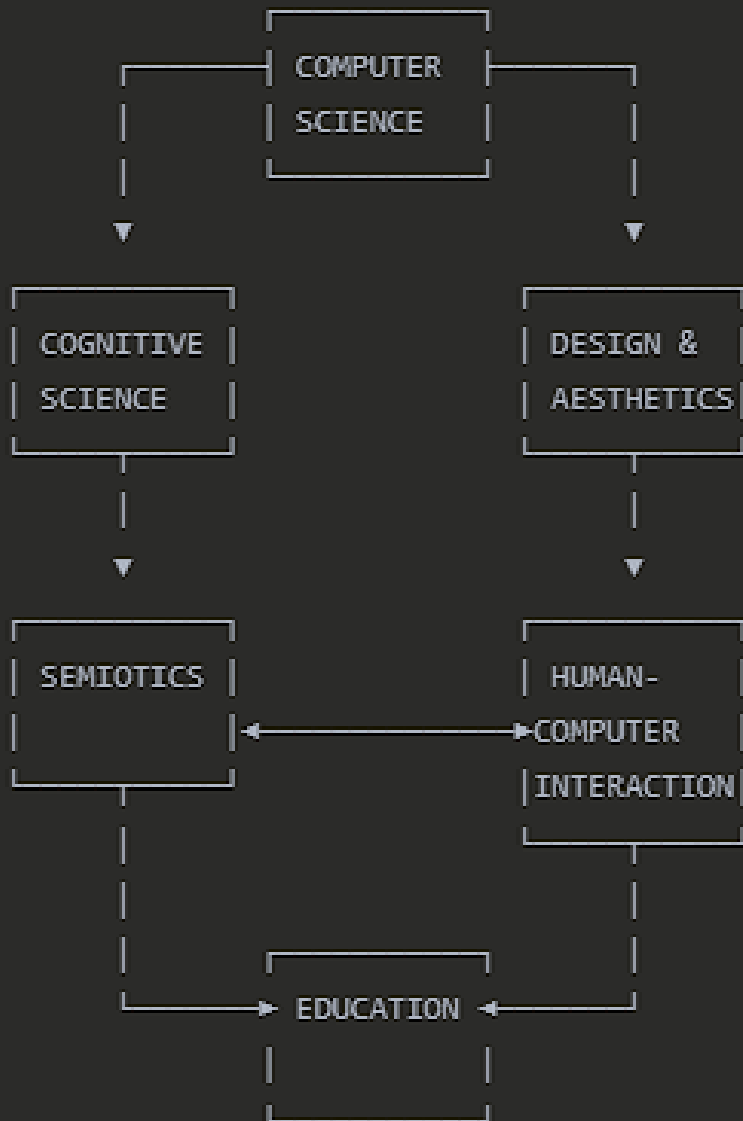 COMPUTER
SCIENCE
COGNITIVE
SCIENCE
DESIGN &
AESTHETICS
SEMIOTICS
HUMAN-
COMPUTER
INTERACTION
EDUCATION